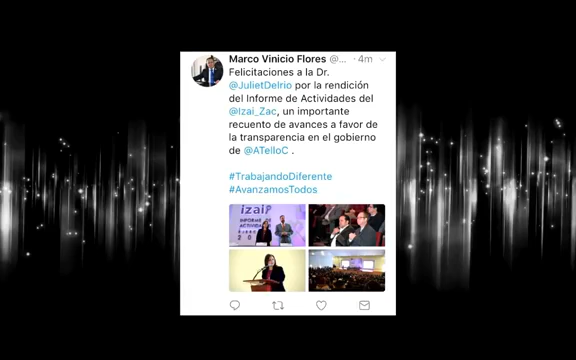 Marco Vinicio Flores @... · 4m
Felicitaciones a la Dr.
@JulietDelrio por la rendición
del Informe de Actividades del
@Izai_Zac, un importante
recuento de avances a favor de
la transparencia en el gobierno
de @ATelloC .
#TrabajandoDiferente
#AvanzamosTodos
izai
INFORME DE